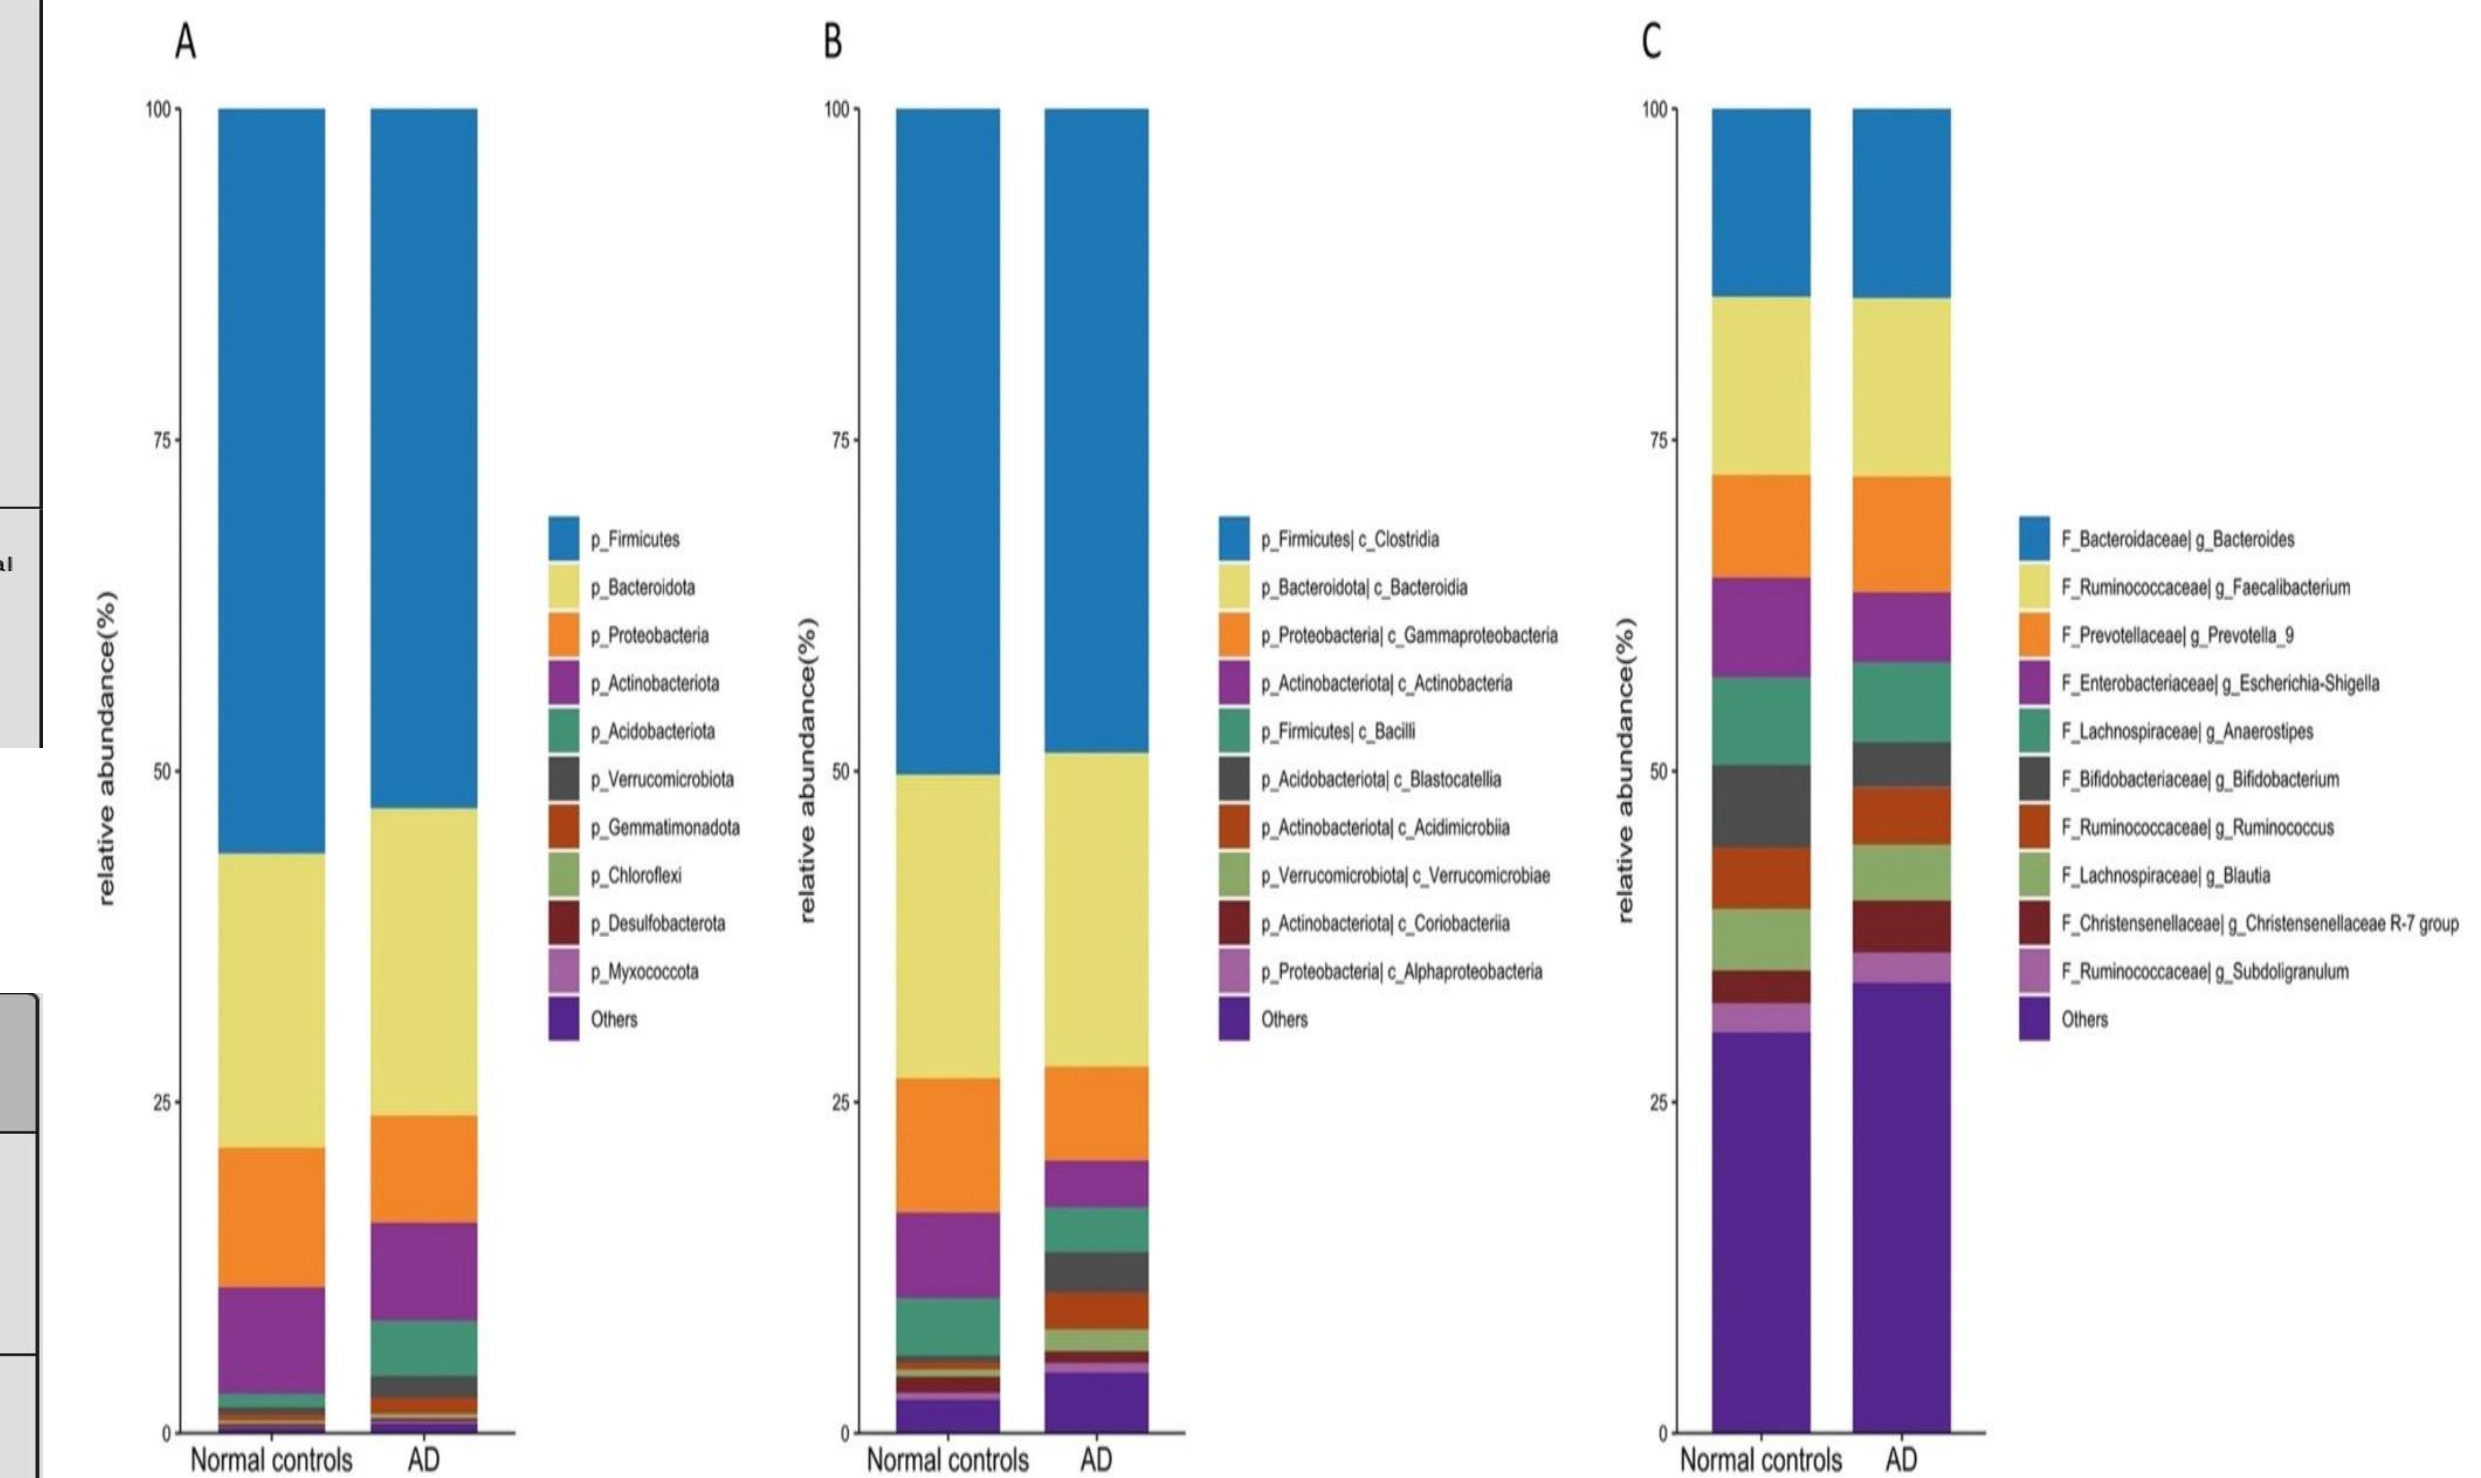 al
A
100
75
50
25
0
relative abundance(%)
Normal controls
AD
p_Firmicutes
p_Bacteroidota
p_Proteobacteria
p_Actinobacteriota
p_Acidobacteriota
p_Verrucomicrobiota
p_Gemmatimonadota
p_Chloroflexi
p_Desulfobacterota
p_Myxococcota
Others
B
100
75
50
25
0
relative abundance(%)
Normal controls
AD
p_Firmicutes| c_Clostridia
p_Bacteroidota| c_Bacteroidia
p_Proteobacteria| c_Gammaproteobacteria
p_Actinobacteriota| c_Actinobacteria
p_Firmicutes| c_Bacilli
p_Acidobacteriota| c_Blastocatellia
p_Actinobacteriota| c_Acidimicrobiia
p_Verrucomicrobiota| c_Verrucomicrobiae
p_Actinobacteriota| c_Coriobacteriia
p_Proteobacteria| c_Alphaproteobacteria
Others
C
100
75
50
25
0
relative abundance(%)
Normal controls
AD
F_Bacteroidaceae| g_Bacteroides
F_Ruminococcaceae| g_Faecalibacterium
F_Prevotellaceae| g_Prevotella_9
F_Enterobacteriaceae| g_Escherichia-Shigella
F_Lachnospiraceae| g_Anaerostipes
F_Bifidobacteriaceae| g_Bifidobacterium
F_Ruminococcaceae| g_Ruminococcus
F_Lachnospiraceae| g_Blautia
F_Christensenellaceae| g_Christensenellaceae R-7 group
F_Ruminococcaceae| g_Subdoligranulum
Others